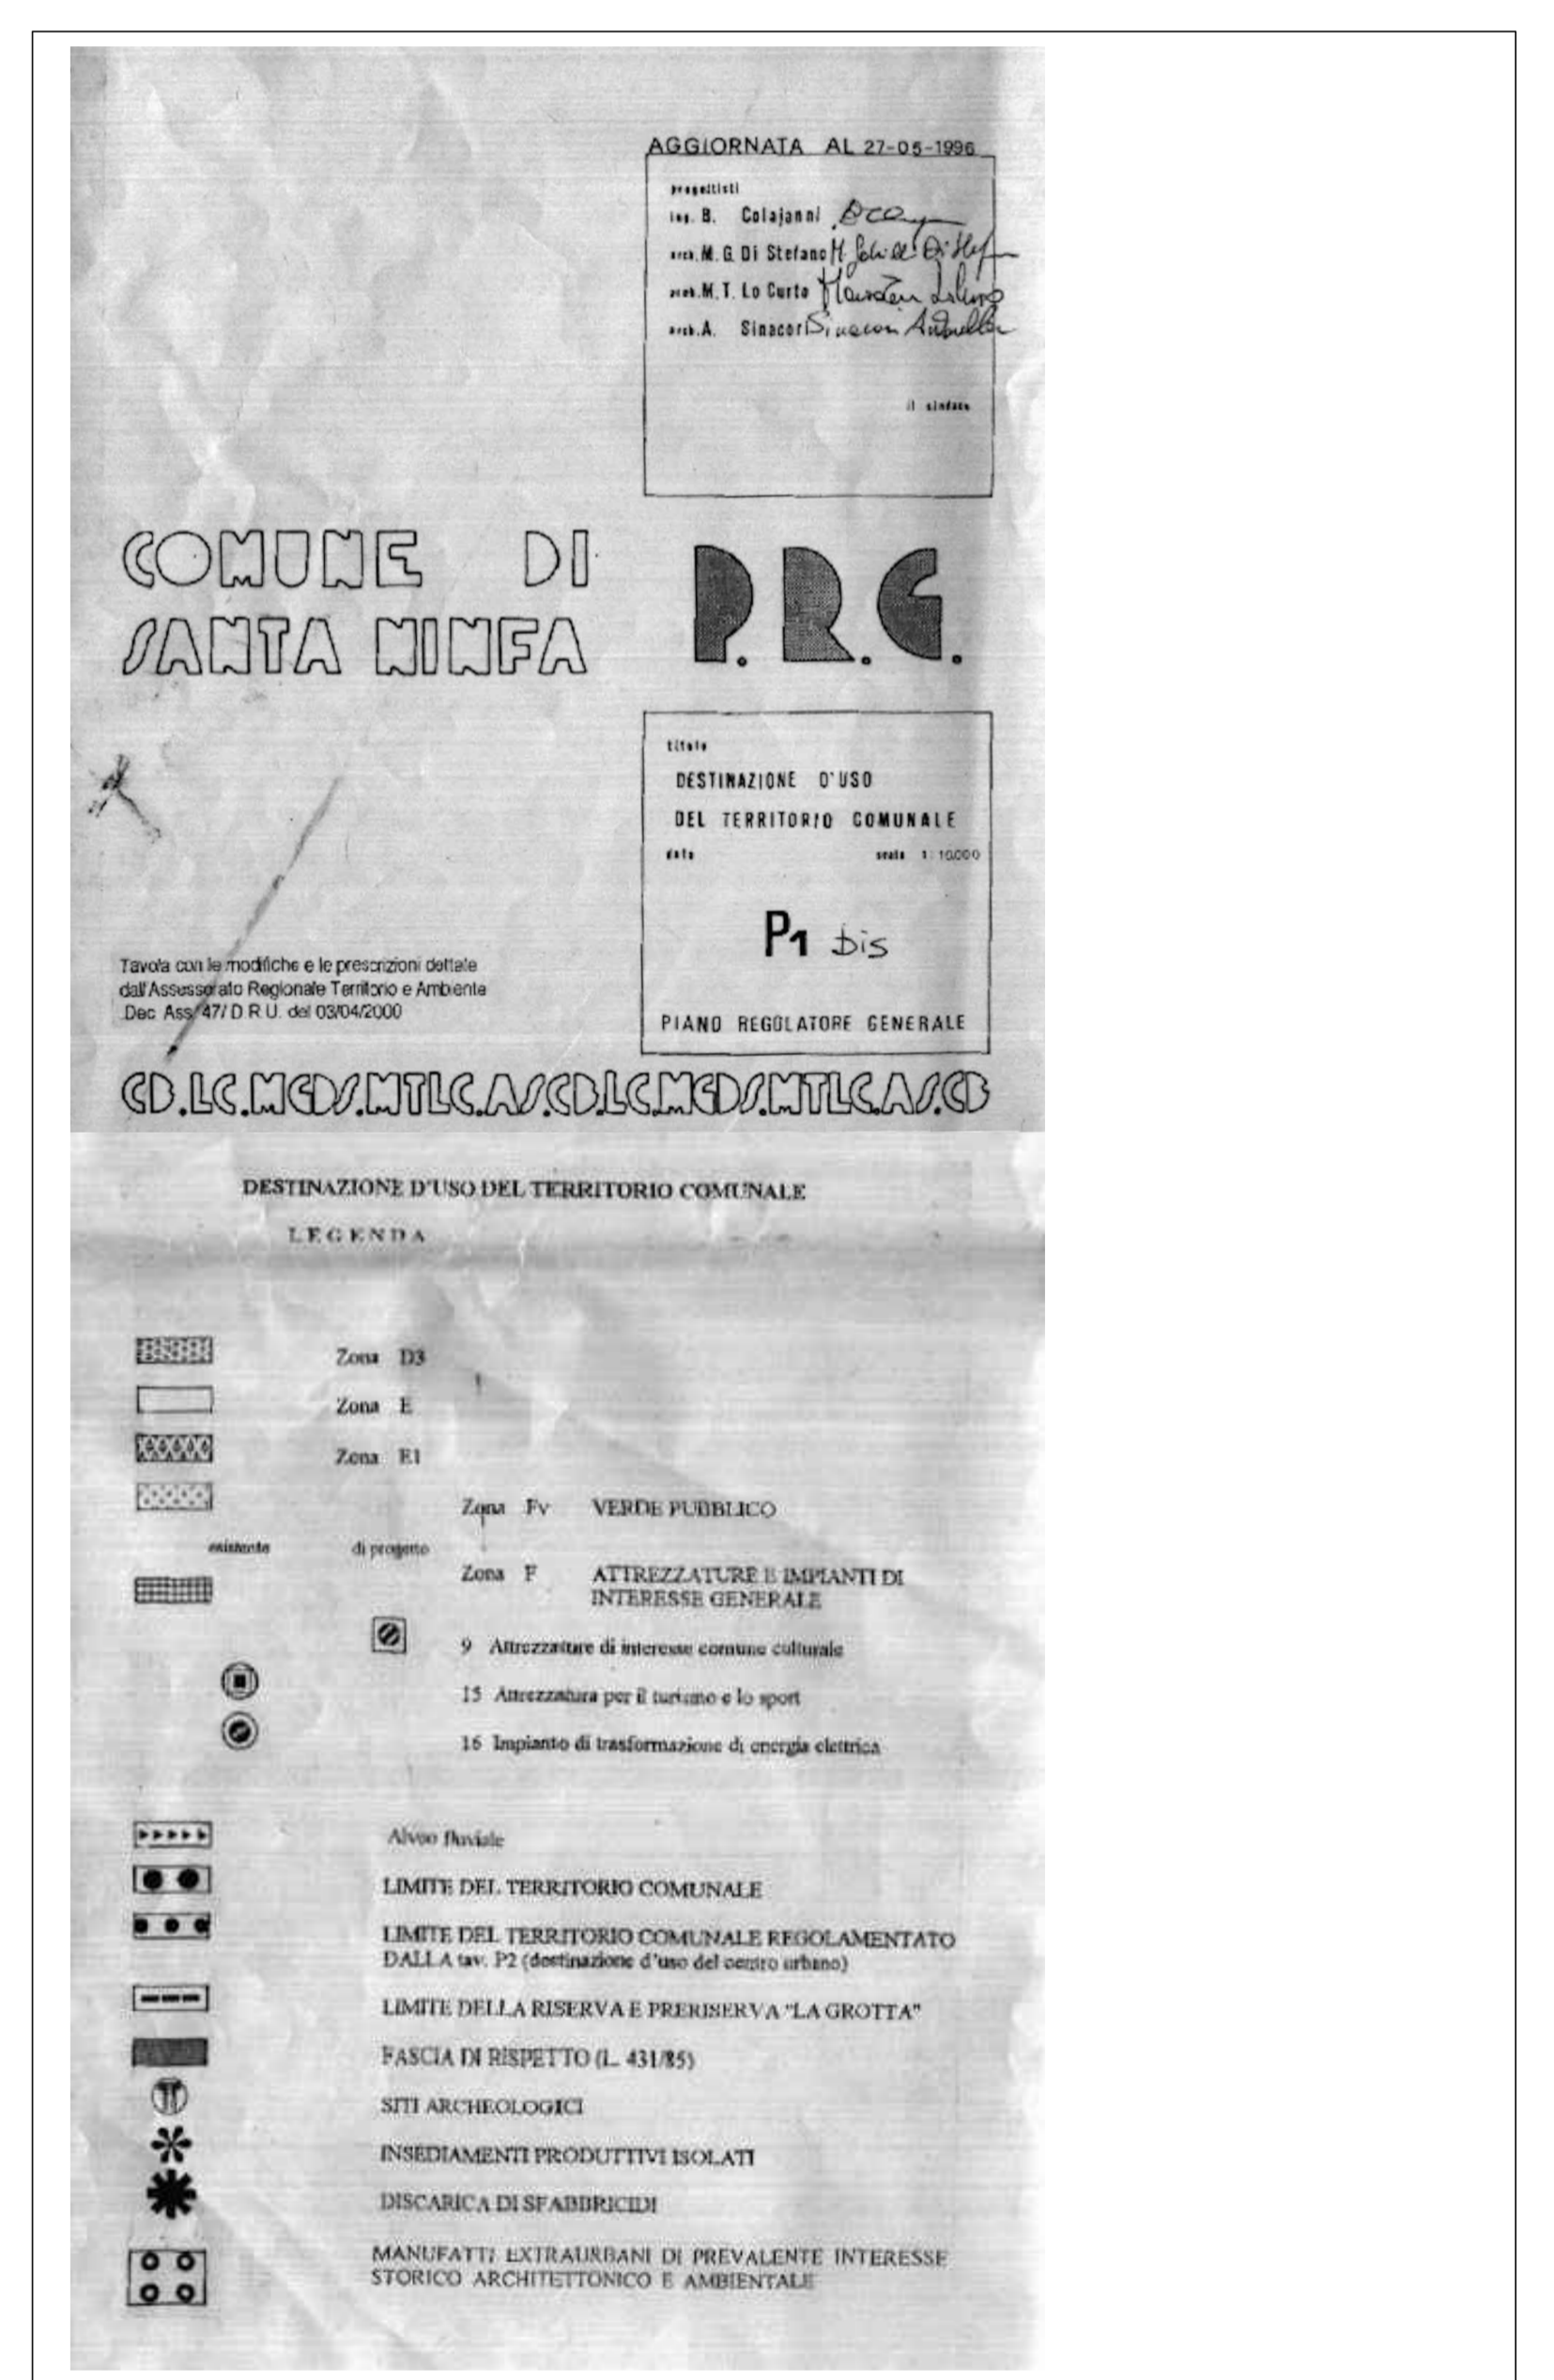 AGGIORNATA AL 27-05-1996
progettisti
ing. B. Colajanni
arch. M. G. Di Stefano
arch. M. T. Lo Curto
arch. A. Sinacori Sinacori Antonella
il sindaco
COMUNE DI
SANTA NINFA
P.R.G.
titolo
DESTINAZIONE D'USO
DEL TERRITORIO COMUNALE
data scala 1:10.000
P1 bis
PIANO REGOLATORE GENERALE
Tavola con le modifiche e le prescrizioni dettate
dall'Assessorato Regionale Territorio e Ambiente
Dec. Ass. 47/ D.R.U. del 03/04/2000
CD.LC.MGDS.MTLC.AS.CD.LC.MGDS.MTLC.AS.CD
DESTINAZIONE D'USO DEL TERRITORIO COMUNALE
LEGENDA
Zona D3
Zona E
Zona E1
Zona Fv VERDE PUBBLICO
esistente di progetto
Zona F ATTREZZATURE E IMPIANTI DI
INTERESSE GENERALE
9 Attrezzature di interesse comune culturale
15 Attrezzatura per il turismo e lo sport
16 Impianto di trasformazione di energia elettrica
Alveo fluviale
LIMITE DEL TERRITORIO COMUNALE
LIMITE DEL TERRITORIO COMUNALE REGOLAMENTATO
DALLA tav. P2 (destinazione d'uso del centro urbano)
LIMITE DELLA RISERVA E PRERISERVA "LA GROTTA"
FASCIA DI RISPETTO (L. 431/85)
SITI ARCHEOLOGICI
INSEDIAMENTI PRODUTTIVI ISOLATI
DISCARICA DI SFABBRICIDI
MANUFATTI EXTRAURBANI DI PREVALENTE INTERESSE
STORICO ARCHITETTONICO E AMBIENTALE